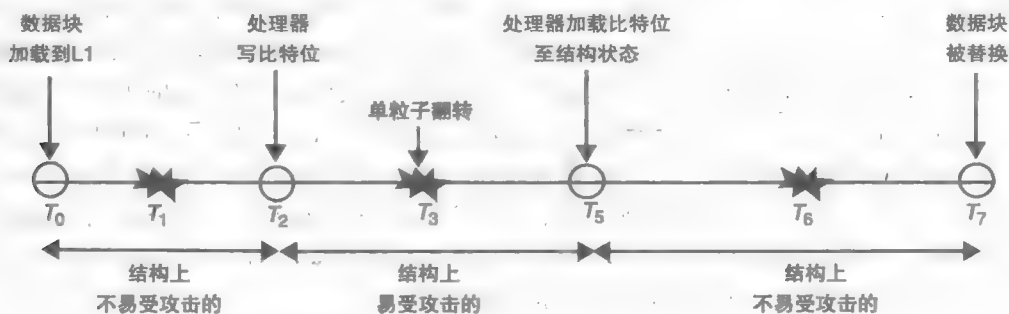 数据块
加载到L1
处理器
写比特位
处理器加载比特位
至结构状态
数据块
被替换
单粒子翻转
T0
T1
T2
T3
T5
T6
T7
结构上
不易受攻击的
结构上
易受攻击的
结构上
不易受攻击的